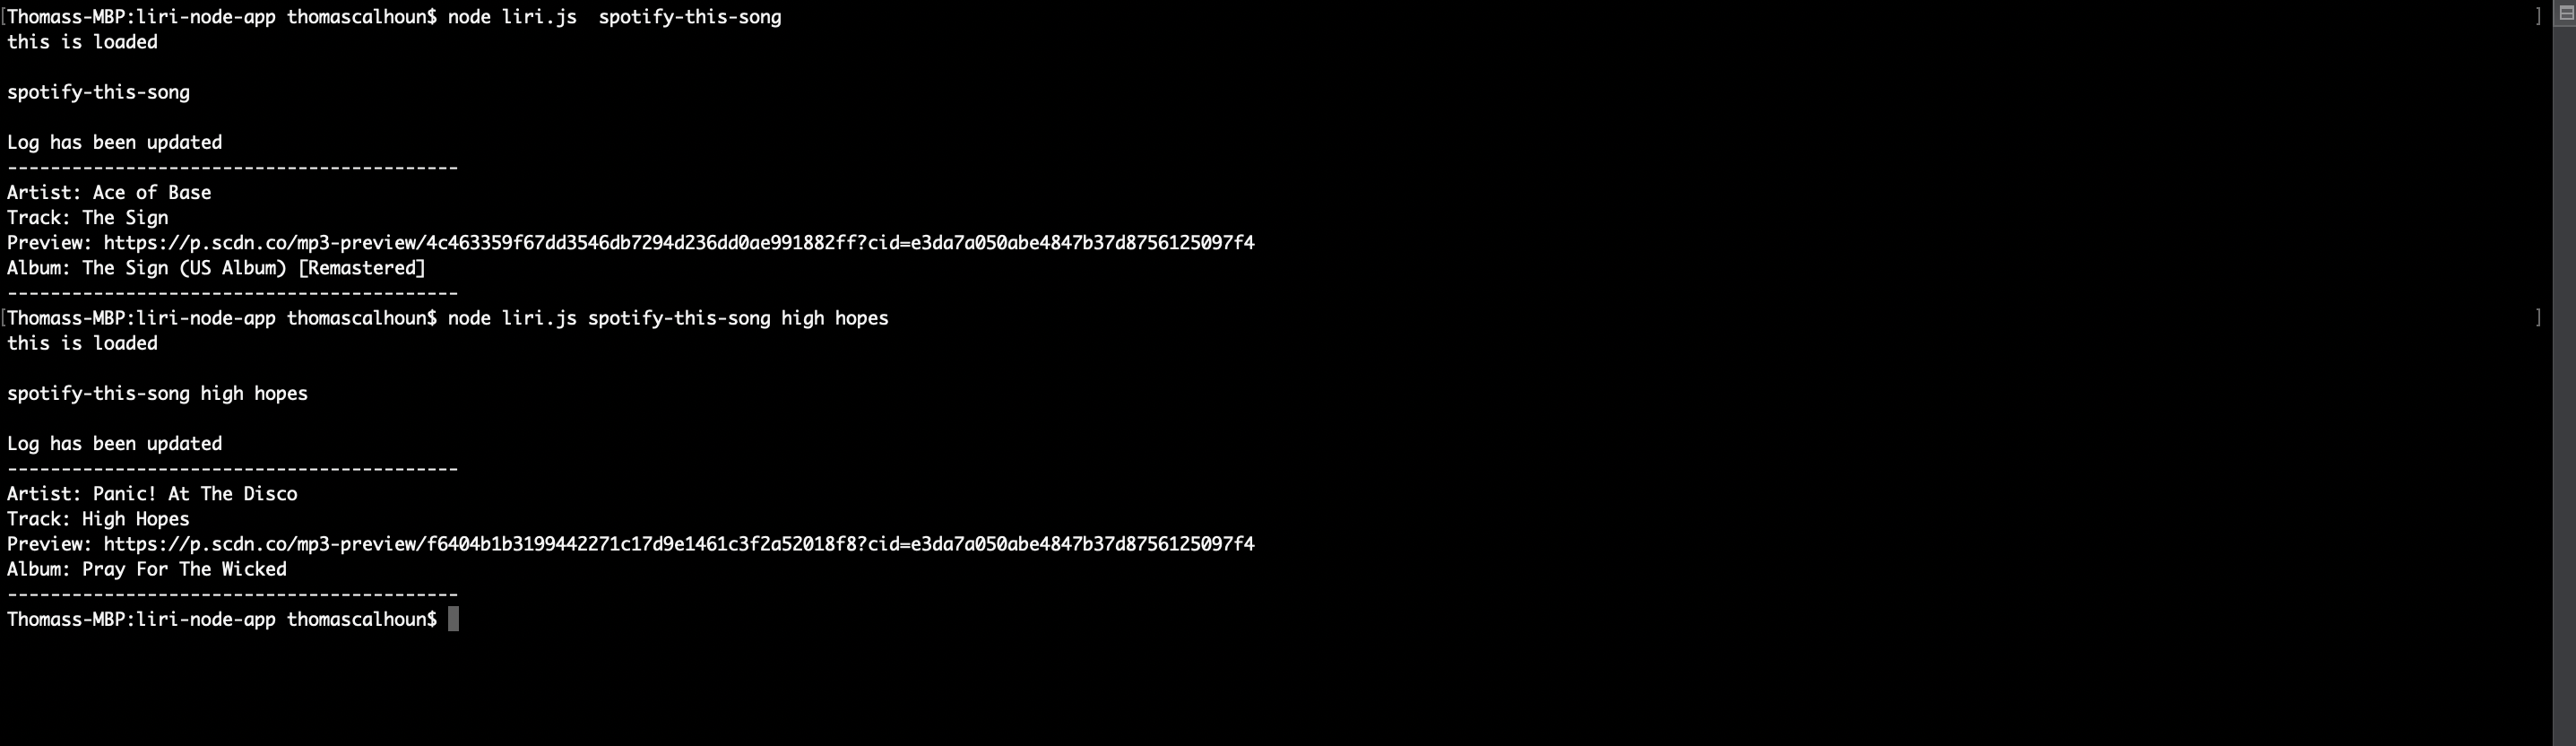 [Thomass-MBP:liri-node-app thomascalhoun$ node liri.js  spotify-this-song ]
this is loaded
spotify-this-song
Log has been updated
------------------------------------------
Artist: Ace of Base
Track: The Sign
Preview: https://p.scdn.co/mp3-preview/4c463359f67dd3546db7294d236dd0ae991882ff?cid=e3da7a050abe4847b37d8756125097f4
Album: The Sign (US Album) [Remastered]
------------------------------------------
[Thomass-MBP:liri-node-app thomascalhoun$ node liri.js spotify-this-song high hopes ]
this is loaded
spotify-this-song high hopes
Log has been updated
------------------------------------------
Artist: Panic! At The Disco
Track: High Hopes
Preview: https://p.scdn.co/mp3-preview/f6404b1b3199442271c17d9e1461c3f2a52018f8?cid=e3da7a050abe4847b37d8756125097f4
Album: Pray For The Wicked
------------------------------------------
Thomass-MBP:liri-node-app thomascalhoun$